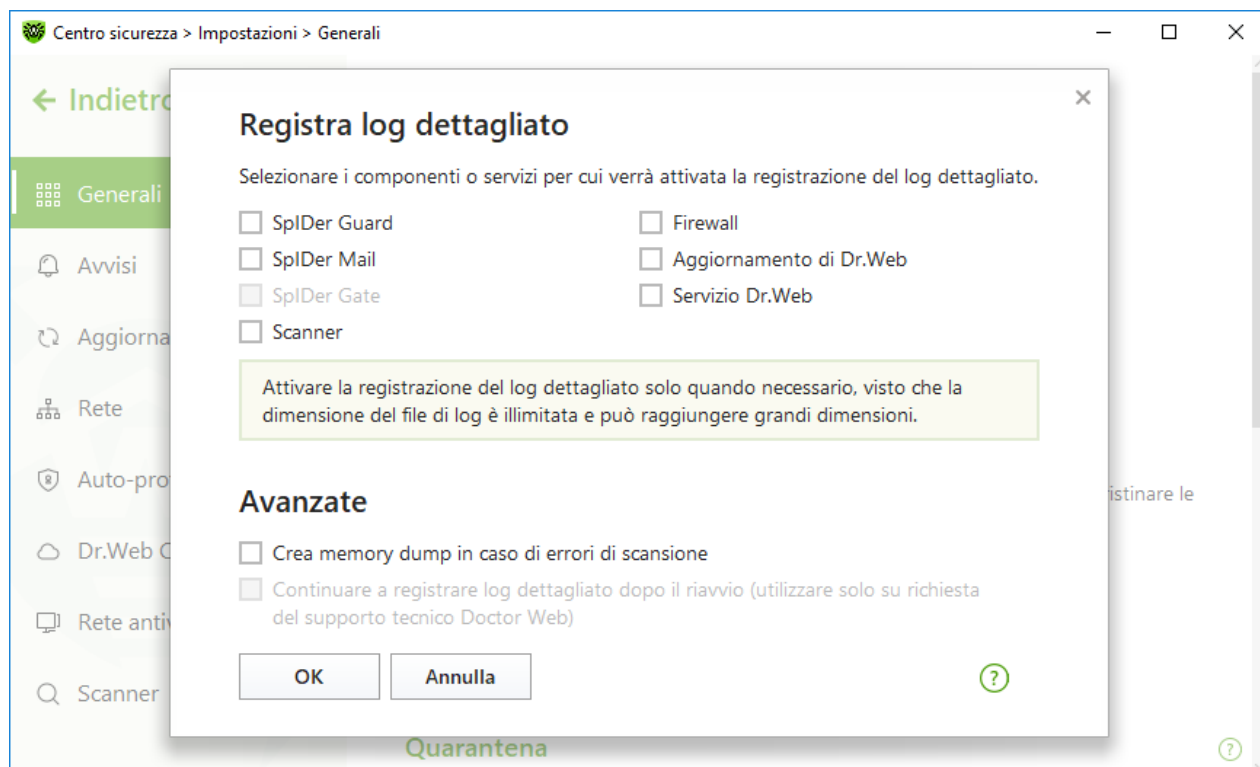 Centro sicurezza > Impostazioni > Generali
Indietro
Generali
Avvisi
Aggiorna
Rete
Auto-pro
Dr.Web C
Rete anti
Scanner
Registra log dettagliato
Selezionare i componenti o servizi per cui verrà attivata la registrazione del log dettagliato.
SpIDer Guard
SpIDer Mail
SpIDer Gate
Scanner
Firewall
Aggiornamento di Dr.Web
Servizio Dr.Web
Attivare la registrazione del log dettagliato solo quando necessario, visto che la
dimensione del file di log è illimitata e può raggiungere grandi dimensioni.
Avanzate
Crea memory dump in caso di errori di scansione
Continuare a registrare log dettagliato dopo il riavvio (utilizzare solo su richiesta
del supporto tecnico Doctor Web)
OK
Annulla
?
istinare le
Quarantena
?